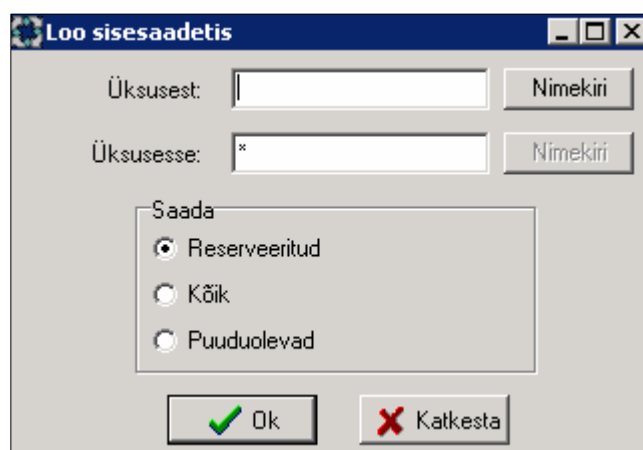 Loo sisesaadetis
Üksusest: Nimekiri
Üksusesse: * Nimekiri
Saada
Reserveeritud
Kõik
Puuduolevad
Ok Katkesta